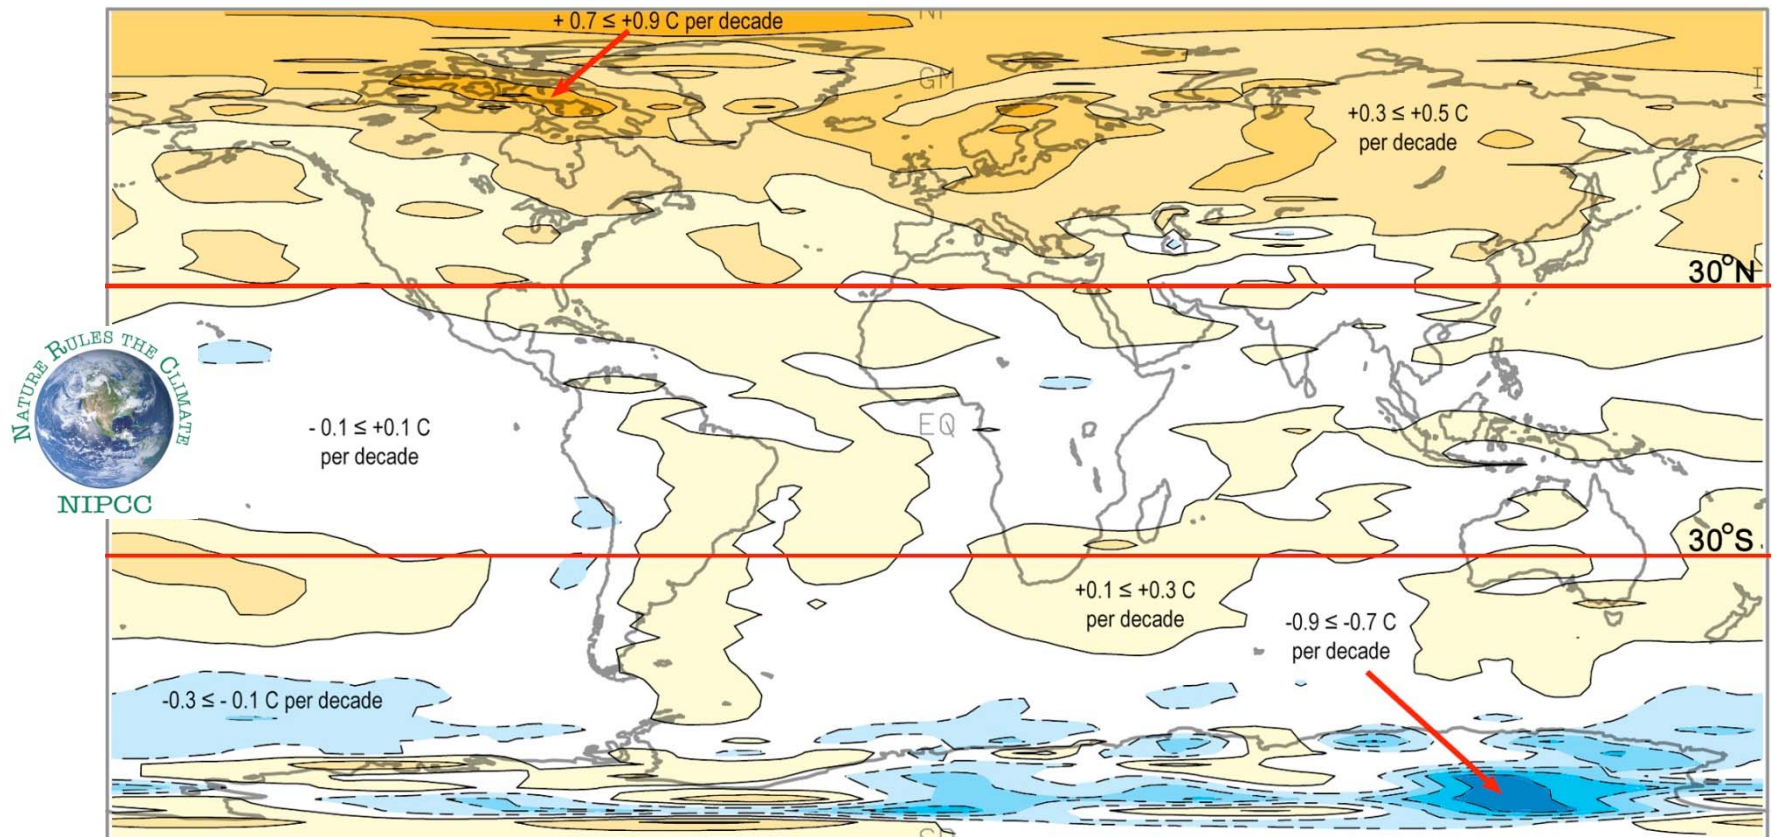 NP
+ 0.7 ≤ +0.9 C per decade
GM
I
+0.3 ≤ +0.5 C
per decade
30°N
NATURE RULES THE CLIMATE
NIPCC
EQ
- 0.1 ≤ +0.1 C
per decade
30°S
+0.1 ≤ +0.3 C
per decade
-0.9 ≤ -0.7 C
per decade
-0.3 ≤ - 0.1 C per decade